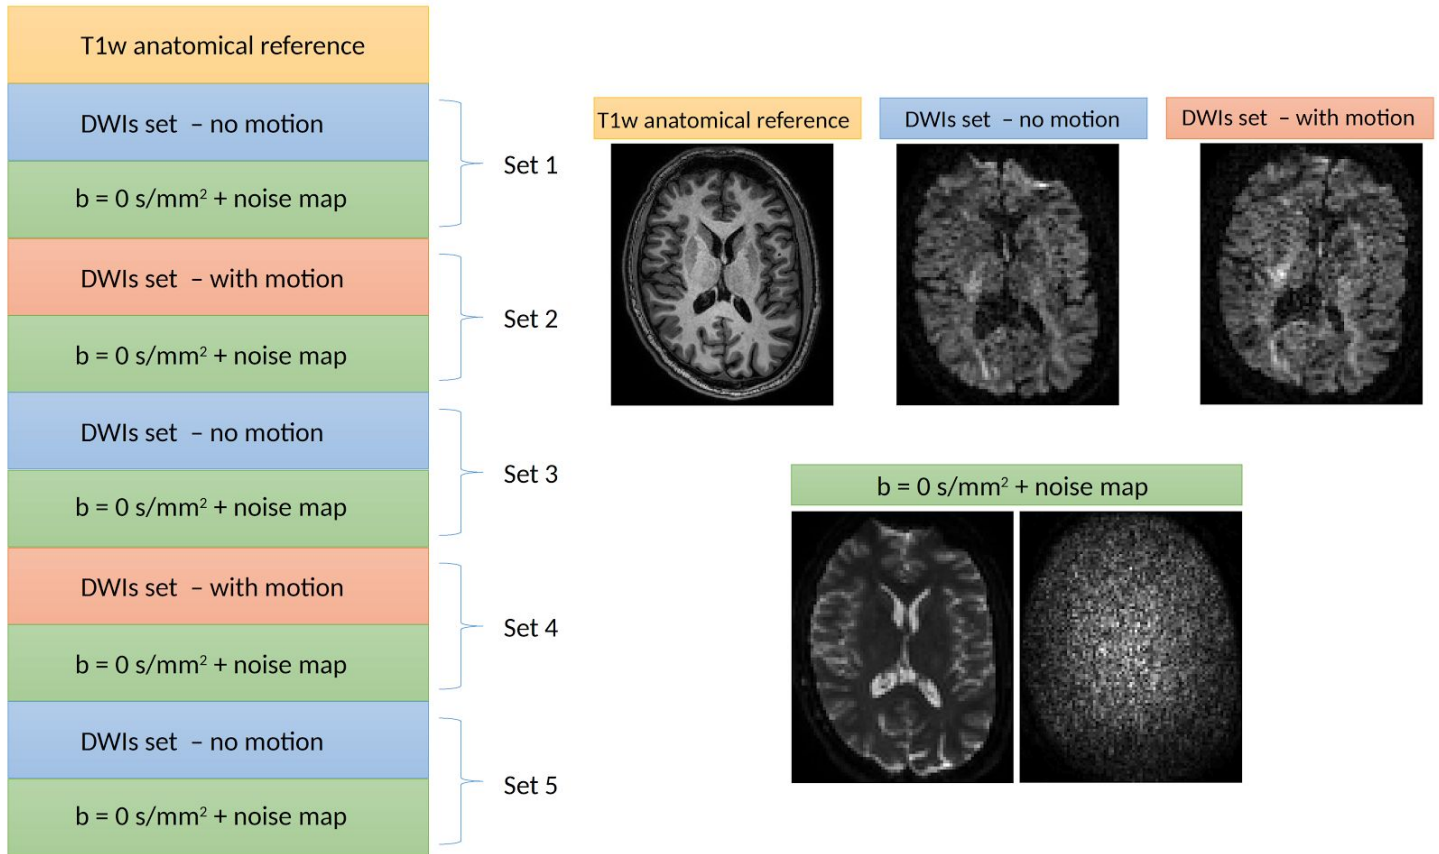 T1w anatomical reference
DWIs set – no motion
b = 0 s/mm² + noise map
Set 1
DWIs set – with motion
b = 0 s/mm² + noise map
Set 2
DWIs set – no motion
b = 0 s/mm² + noise map
Set 3
DWIs set – with motion
b = 0 s/mm² + noise map
Set 4
DWIs set – no motion
b = 0 s/mm² + noise map
Set 5
T1w anatomical reference
DWIs set – no motion
DWIs set – with motion
b = 0 s/mm² + noise map